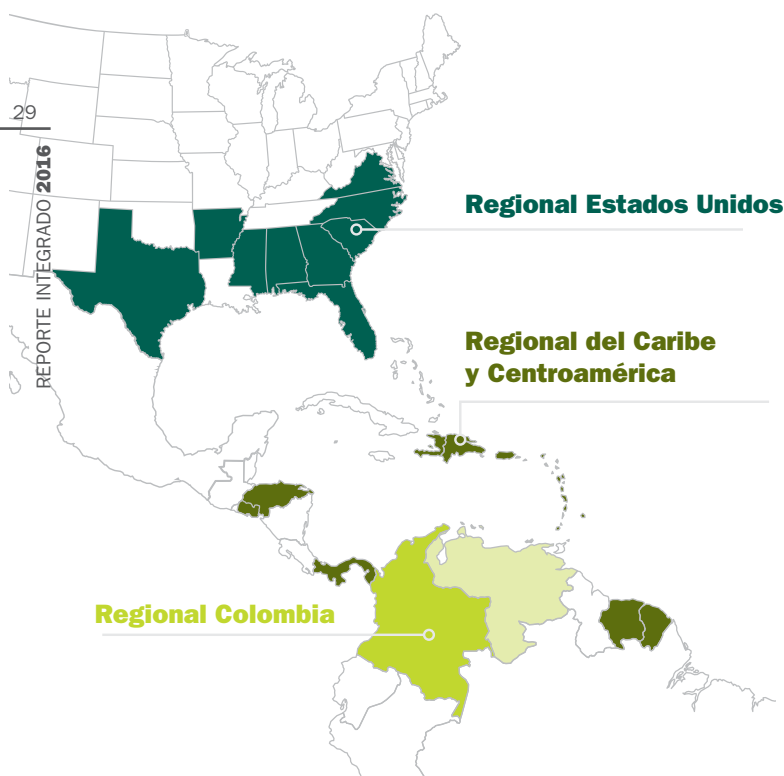 29
REPORTE INTEGRADO 2016
Regional Estados Unidos
Regional del Caribe
y Centroamérica
Regional Colombia